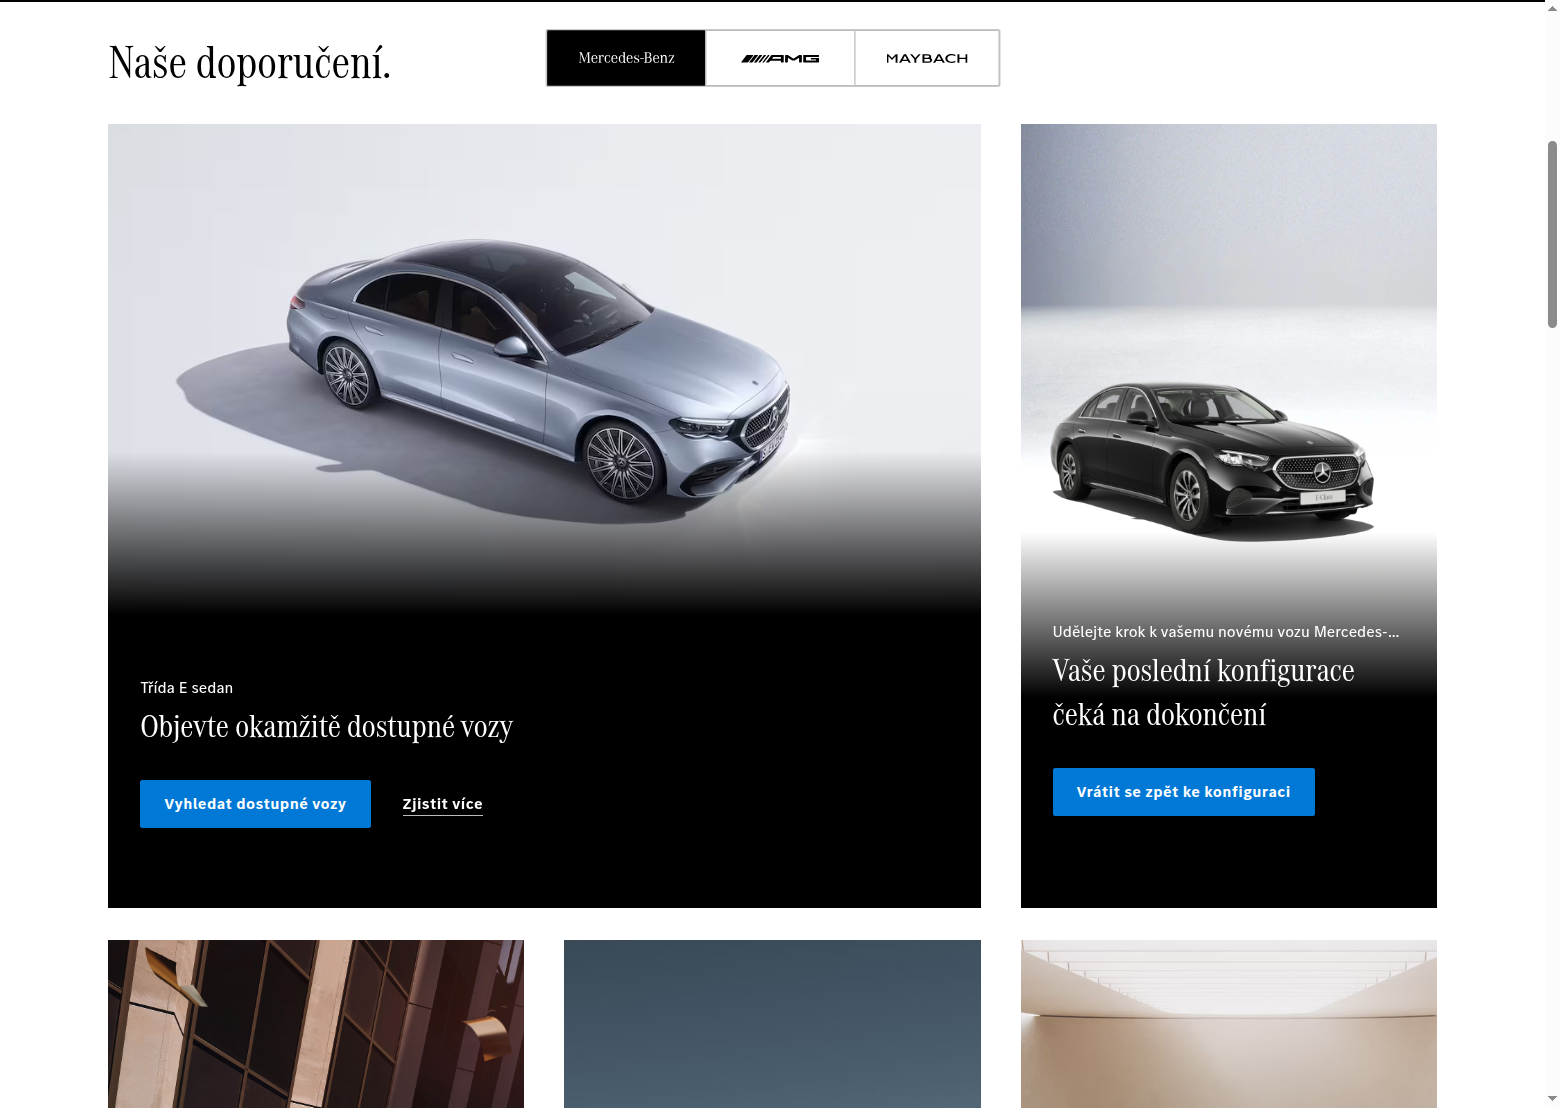 Naše doporučení.
Mercedes-Benz
AMG
MAYBACH
Třída E sedan
Objevte okamžitě dostupné vozy
Vyhledat dostupné vozy
Zjistit více
E-Class
Udělejte krok k vašemu novému vozu Mercedes-...
Vaše poslední konfigurace
čeká na dokončení
Vrátit se zpět ke konfiguraci